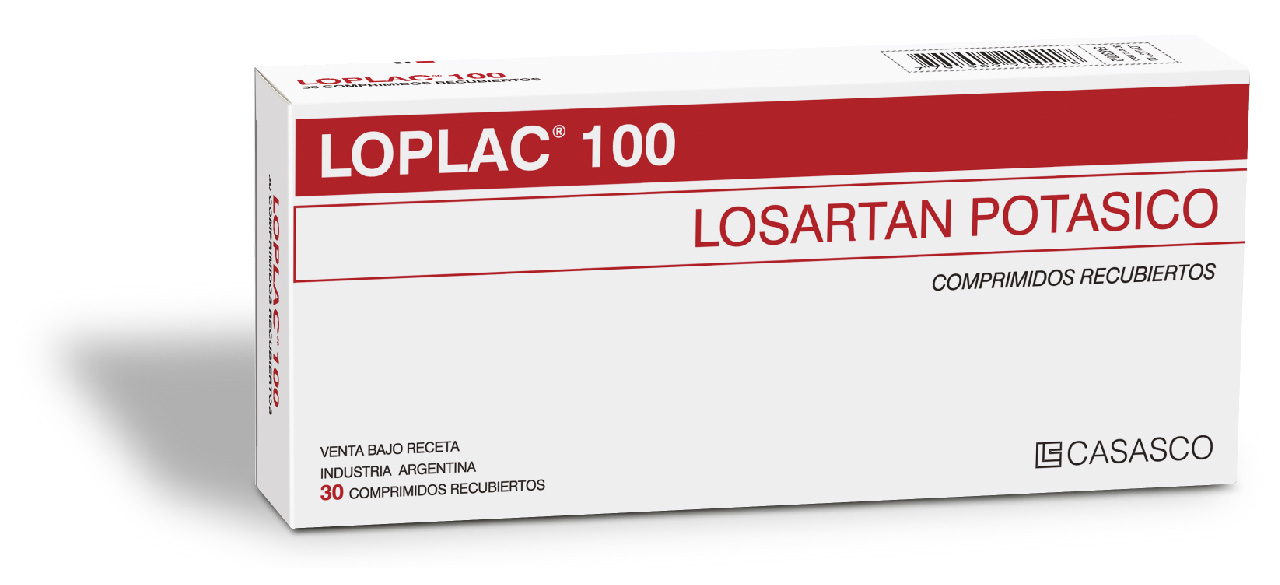 LOPLAC® 100
30 COMPRIMIDOS RECUBIERTOS
LOPLAC® 100
LOSARTAN POTASICO
COMPRIMIDOS RECUBIERTOS
LOPLAC® 100
30 COMPRIMIDOS RECUBIERTOS
VENTA BAJO RECETA
INDUSTRIA ARGENTINA
30 COMPRIMIDOS RECUBIERTOS
CASASCO